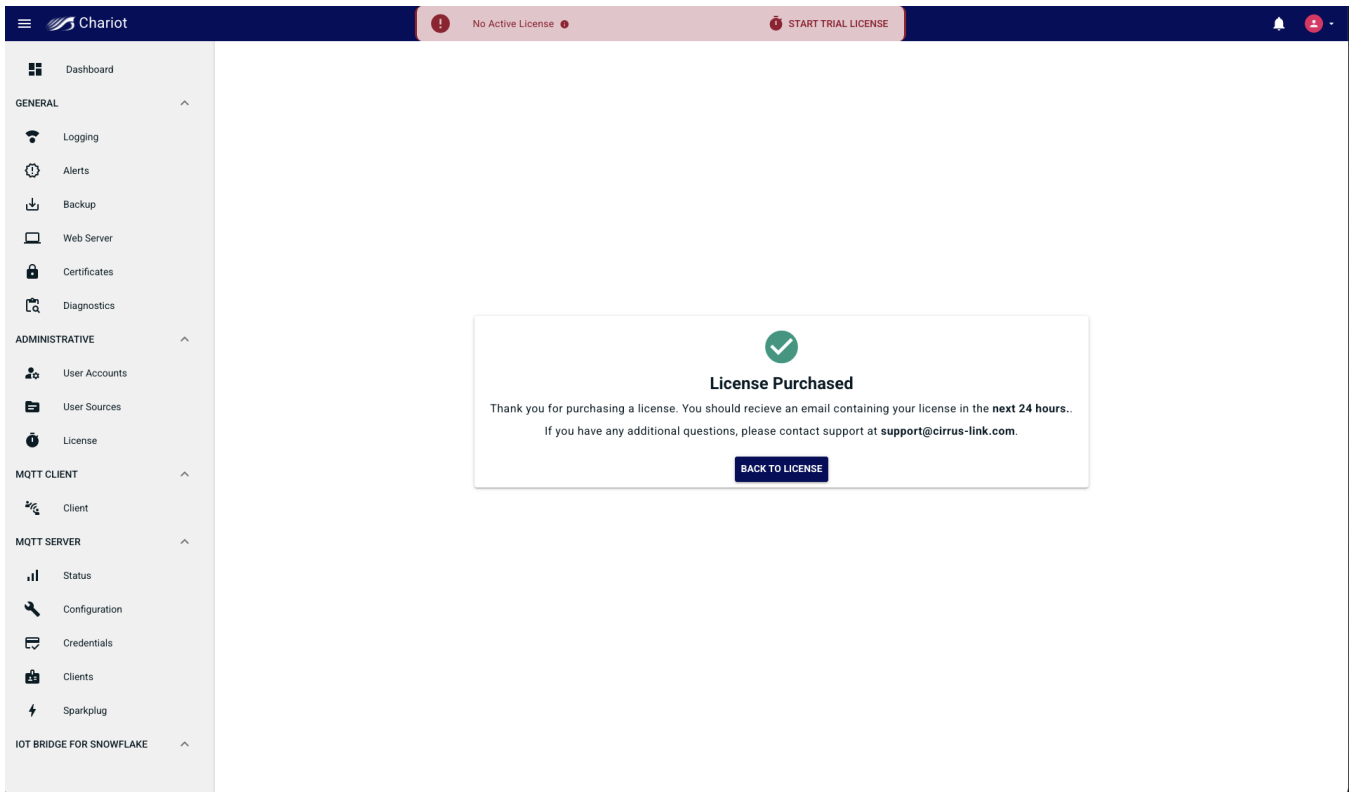 Chariot
No Active License
START TRIAL LICENSE
Dashboard
GENERAL
Logging
Alerts
Backup
Web Server
Certificates
Diagnostics
ADMINISTRATIVE
User Accounts
User Sources
License
MQTT CLIENT
Client
MQTT SERVER
Status
Configuration
Credentials
Clients
Sparkplug
IOT BRIDGE FOR SNOWFLAKE
License Purchased
Thank you for purchasing a license. You should recieve an email containing your license in the next 24 hours..
If you have any additional questions, please contact support at support@cirrus-link.com.
BACK TO LICENSE